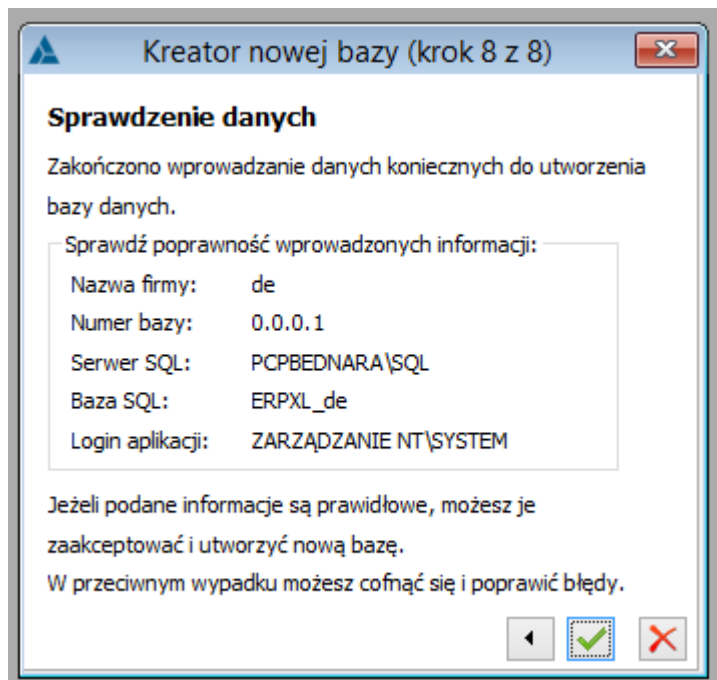 Kreator nowej bazy (krok 8 z 8)
Sprawdzenie danych
Zakończono wprowadzanie danych koniecznych do utworzenia
bazy danych.
Sprawdź poprawność wprowadzonych informacji:
Nazwa firmy: de
Numer bazy: 0.0.0.1
Serwer SQL: PCPBEDNARA\SQL
Baza SQL: ERPXL_de
Login aplikacji: ZARZĄDZANIE NT\SYSTEM
Jeżeli podane informacje są prawidłowe, możesz je
zaakceptować i utworzyć nową bazę.
W przeciwnym wypadku możesz cofnąć się i poprawić błędy.